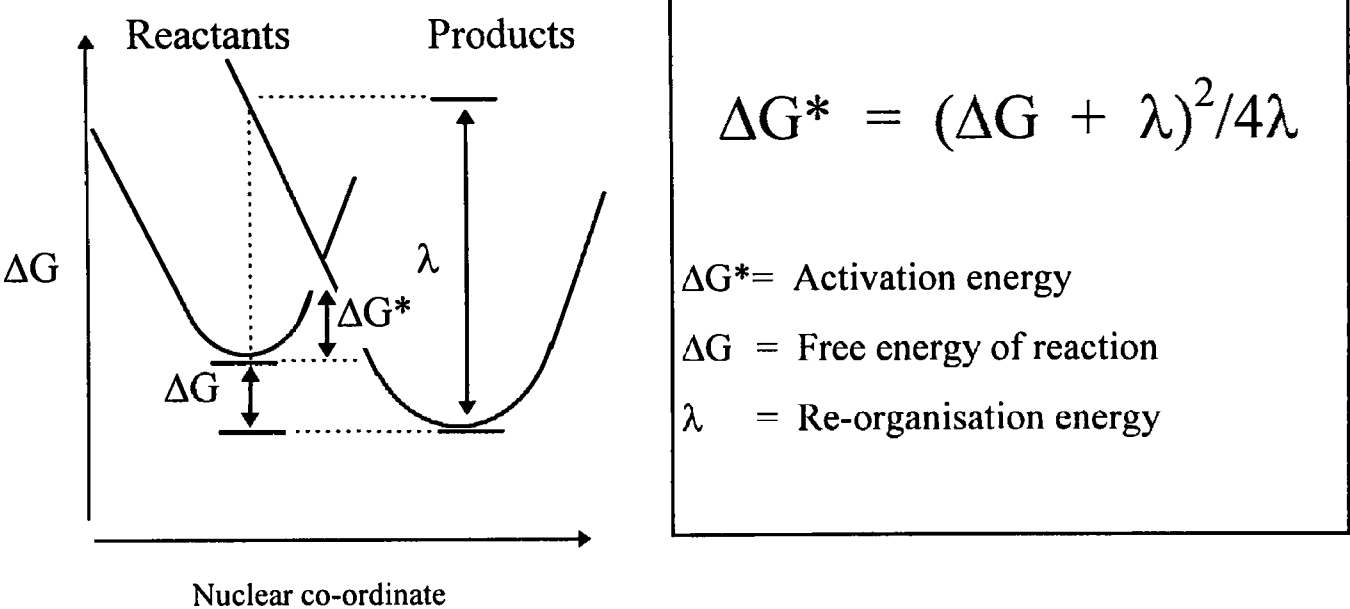 Reactants
Products
ΔG
λ
ΔG*
ΔG
Nuclear co-ordinate
ΔG* = (ΔG + λ)²/4λ
ΔG*= Activation energy
ΔG = Free energy of reaction
λ = Re-organisation energy